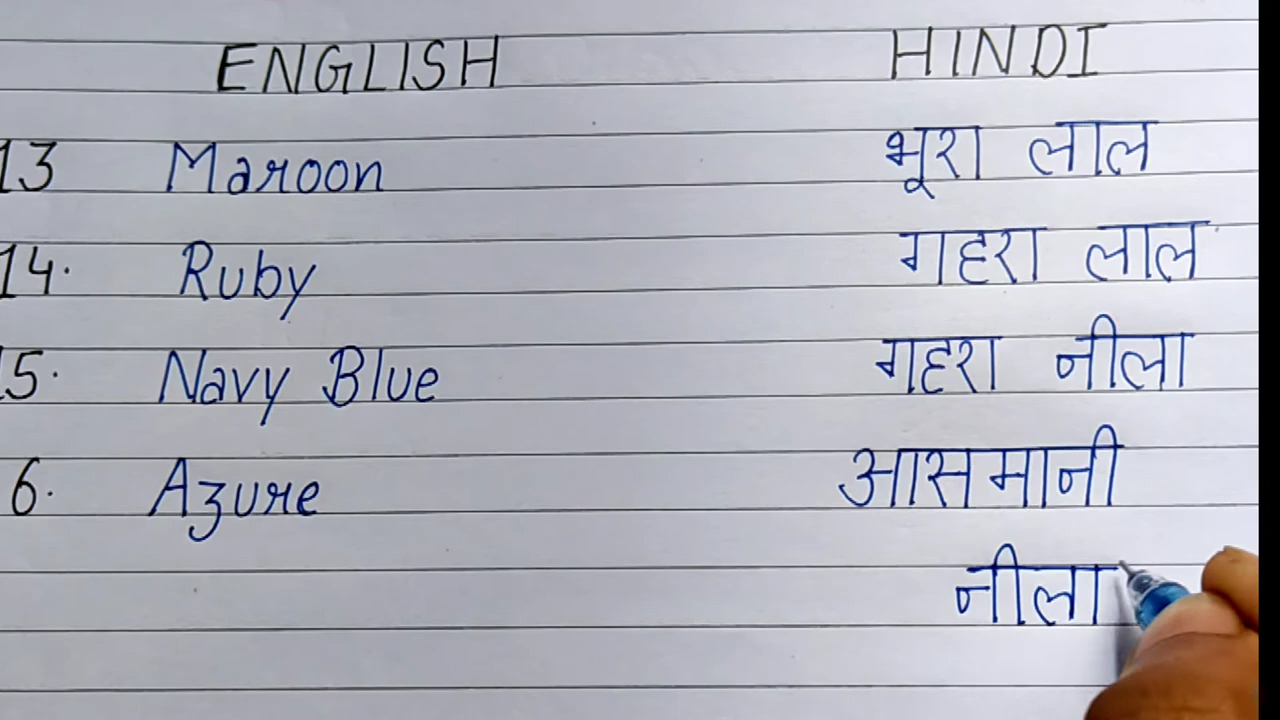 ENGLISH HINDI
13 Maroon भूरा लाल
14. Ruby गहरा लाल
15. Navy Blue गहरा नीला
6. Azure आसमानी
नीला